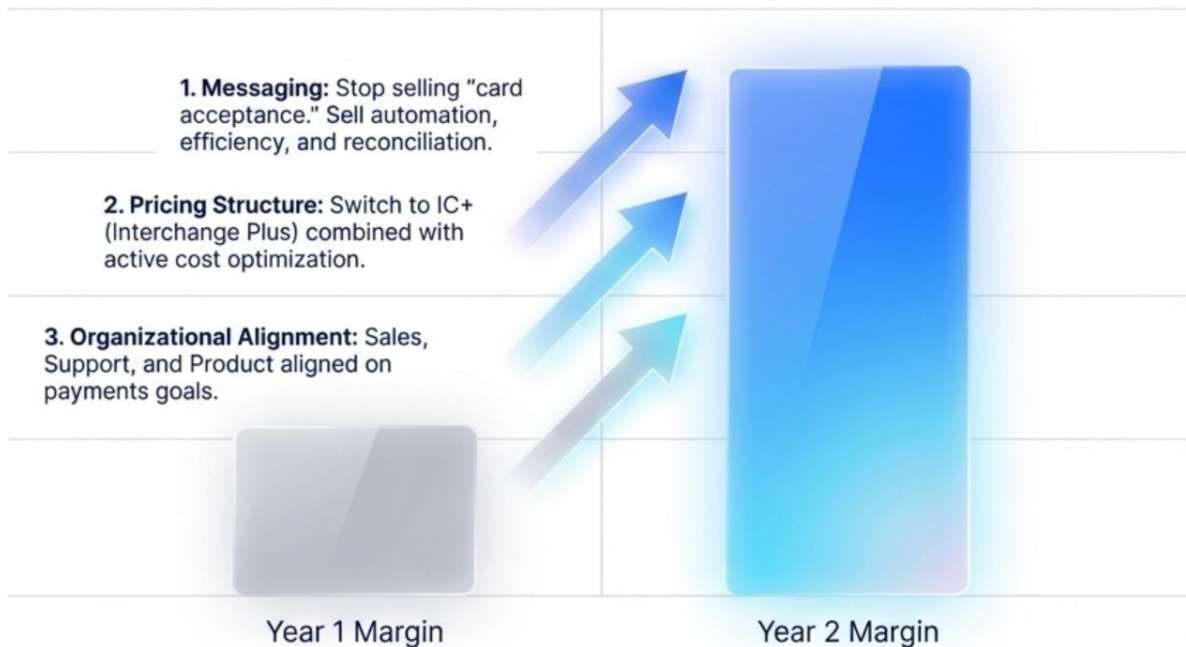 1. Messaging: Stop selling "card
acceptance." Sell automation,
efficiency, and reconciliation.
2. Pricing Structure: Switch to IC+
(Interchange Plus) combined with
active cost optimization.
3. Organizational Alignment: Sales,
Support, and Product aligned on
payments goals.
Year 1 Margin
Year 2 Margin